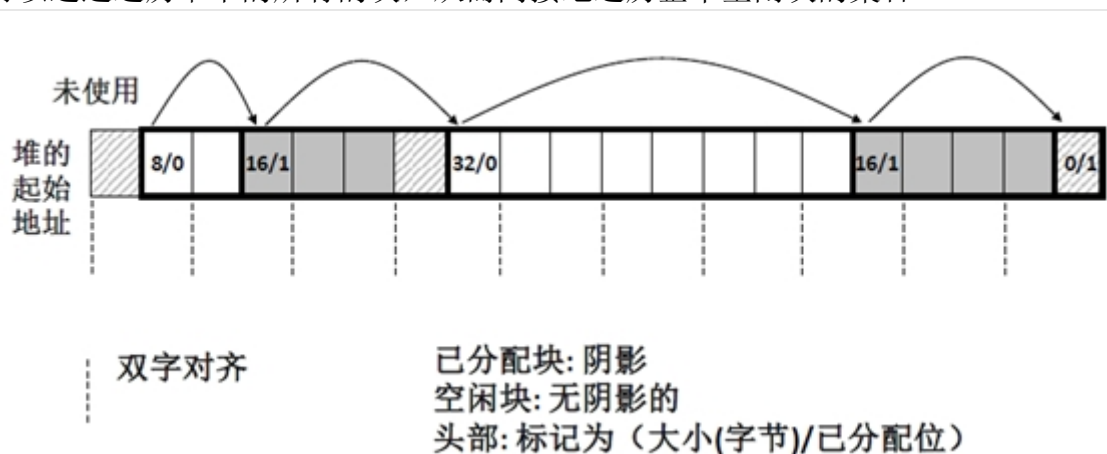 未使用
堆的
起始
地址
8/0 16/1 32/0 16/1 0/1
双字对齐
已分配块: 阴影
空闲块: 无阴影的
头部: 标记为（大小(字节)/已分配位）